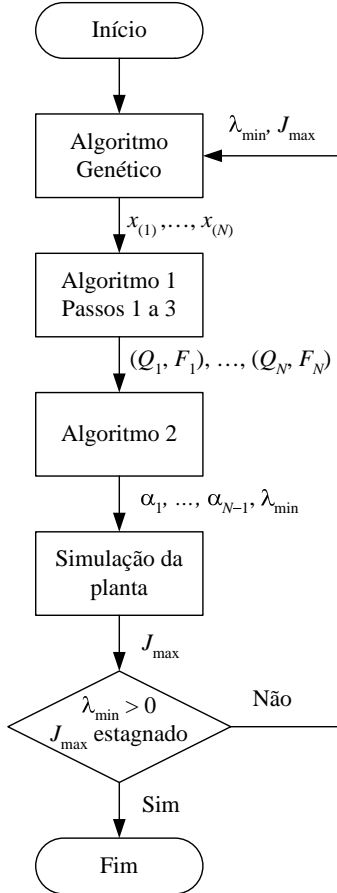 Início
Algoritmo
Genético
λmin, Jmax
x(1),…, x(N)
Algoritmo 1
Passos 1 a 3
(Q1, F1), …, (QN, FN)
Algoritmo 2
α1, ..., αN−1, λmin
Simulação da
planta
Jmax
λmin > 0
Jmax estagnado
Não
Sim
Fim